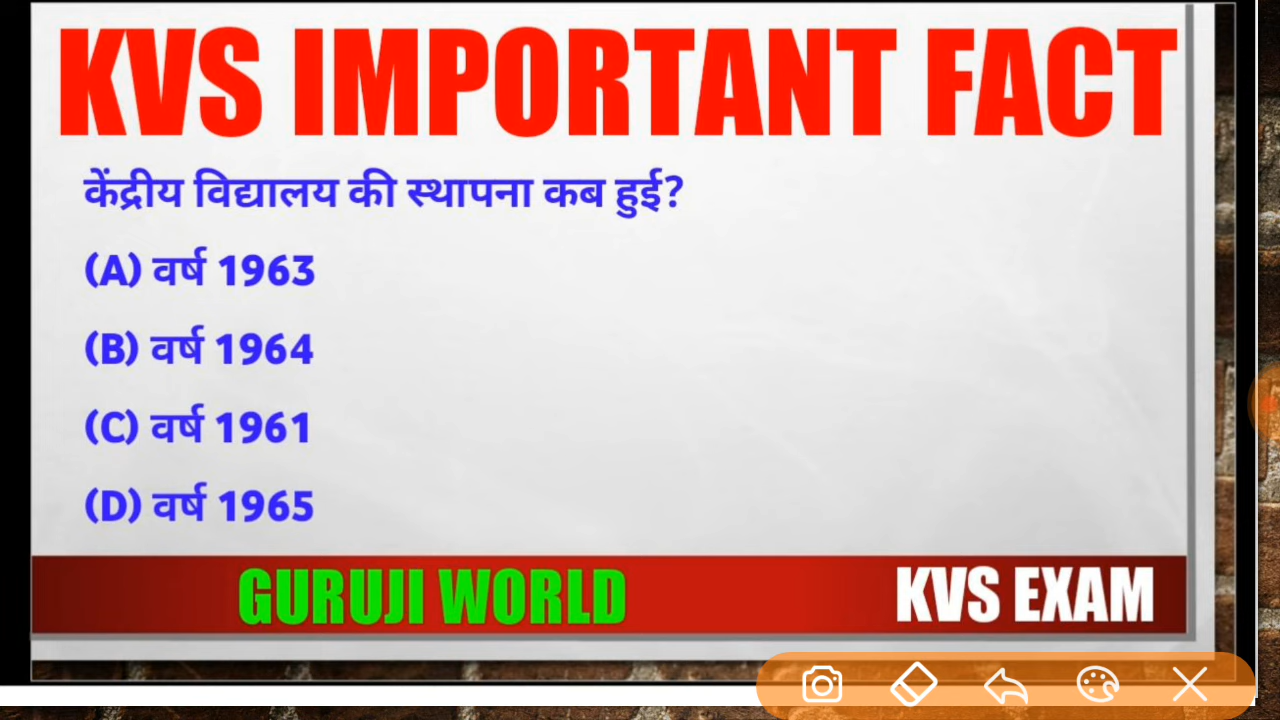 KVS IMPORTANT FACT
केंद्रीय विद्यालय की स्थापना कब हुई?
(A) वर्ष 1963
(B) वर्ष 1964
(C) वर्ष 1961
(D) वर्ष 1965
GURUJI WORLD KVS EXAM